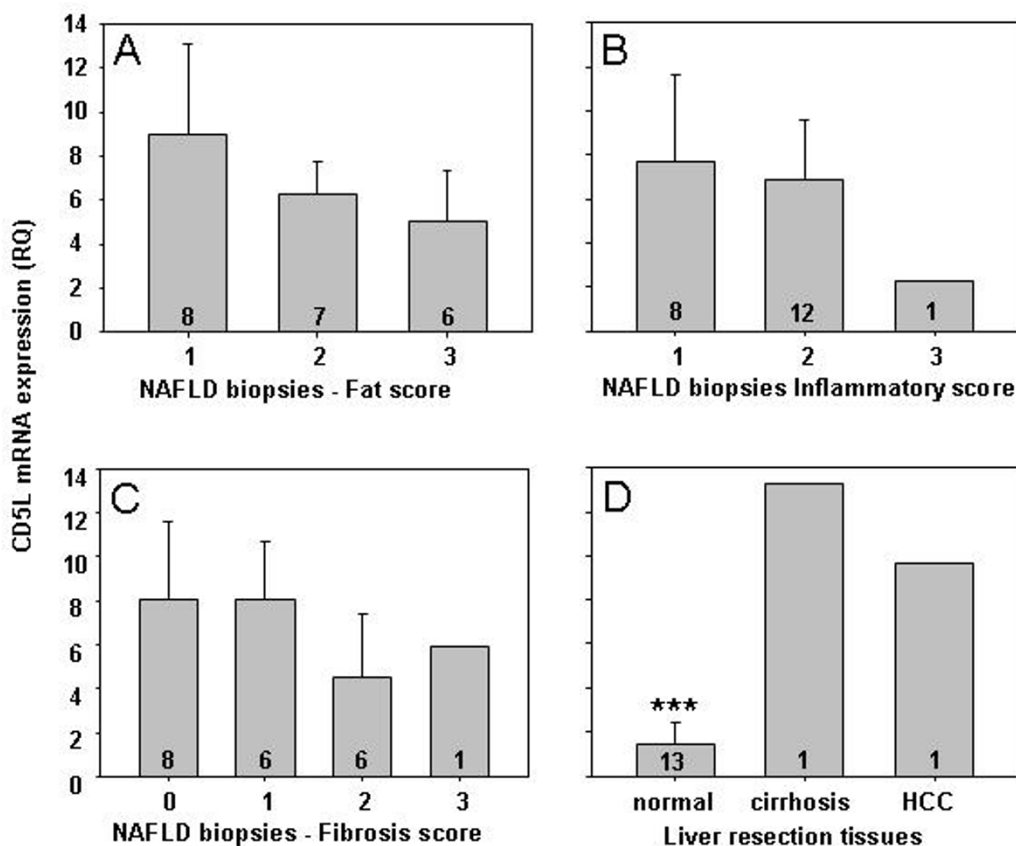 CD5L mRNA expression (RQ)
A
14
12
10
8
6
4
2
0
8 7 6
1 2 3
NAFLD biopsies - Fat score
B
8 12 1
1 2 3
NAFLD biopsies Inflammatory score
C
14
12
10
8
6
4
2
0
8 6 6 1
0 1 2 3
NAFLD biopsies - Fibrosis score
D
***
13 1 1
normal cirrhosis HCC
Liver resection tissues